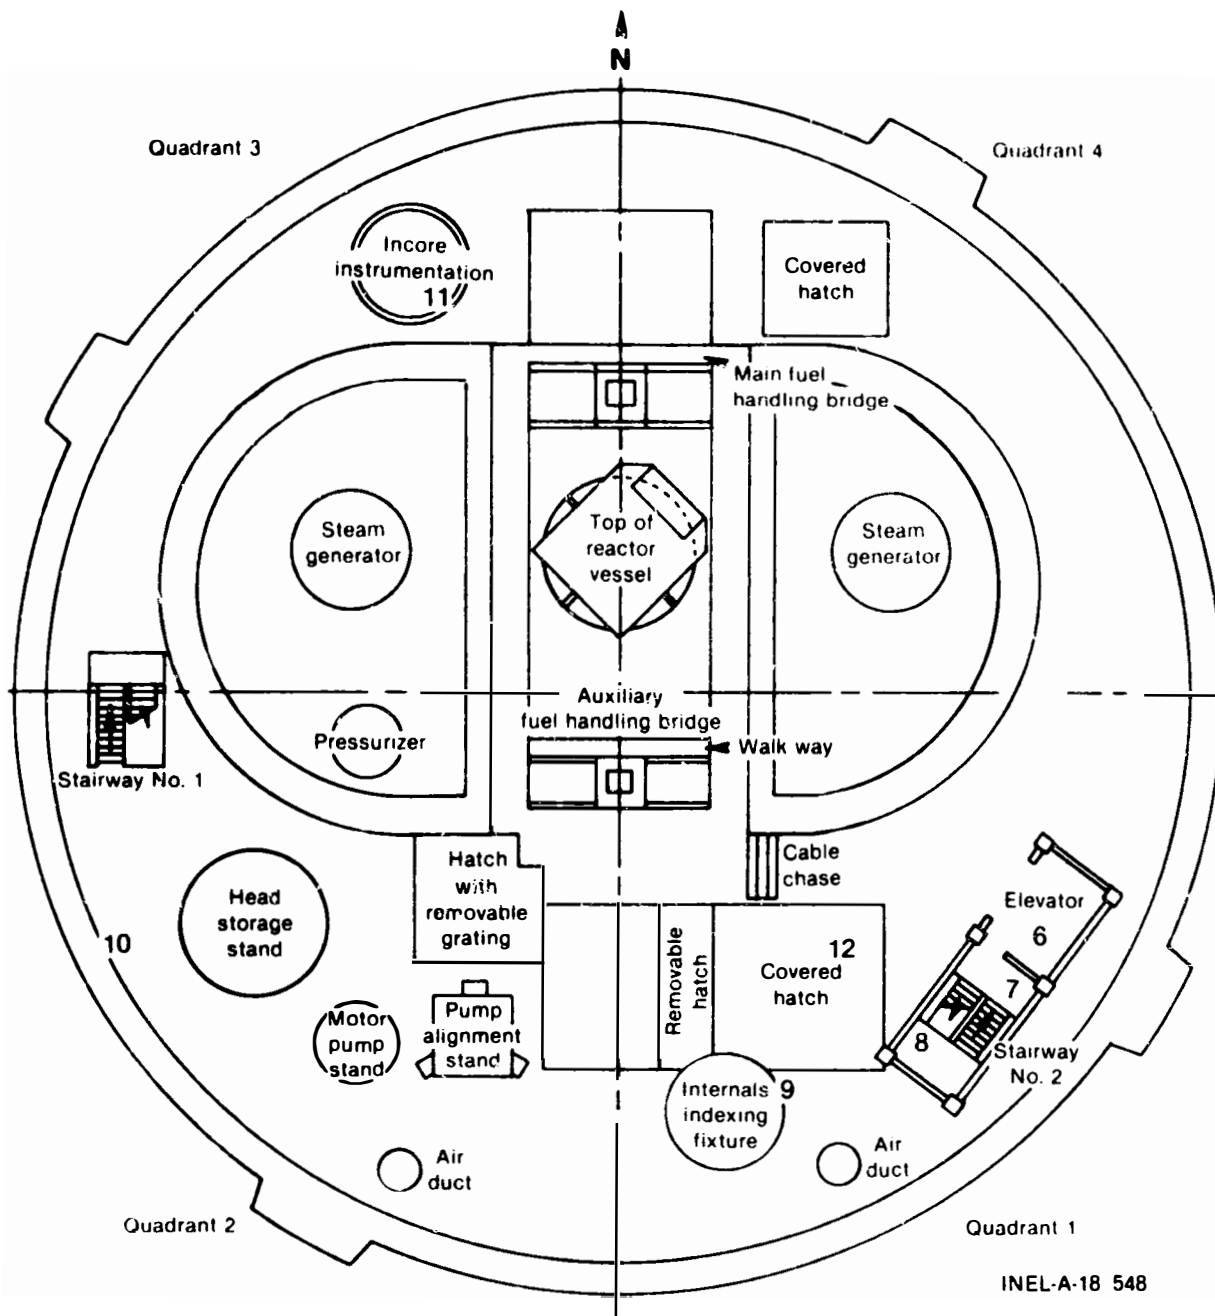 N
Quadrant 3
Quadrant 4
Incore
instrumentation
11
Covered
hatch
Main fuel
handling bridge
Steam
generator
Top of
reactor
vessel
Steam
generator
Auxiliary
fuel handling bridge
Pressurizer
Walk way
Stairway No. 1
Hatch
with
removable
grating
Cable
chase
Head
storage
stand
10
Elevator
6
12
Removable
hatch
Covered
hatch
7
Motor
pump
stand
Pump
alignment
stand
8
Stairway
No. 2
Internals
indexing
fixture
9
Air
duct
Air
duct
Quadrant 2
Quadrant 1
INEL-A-18 548